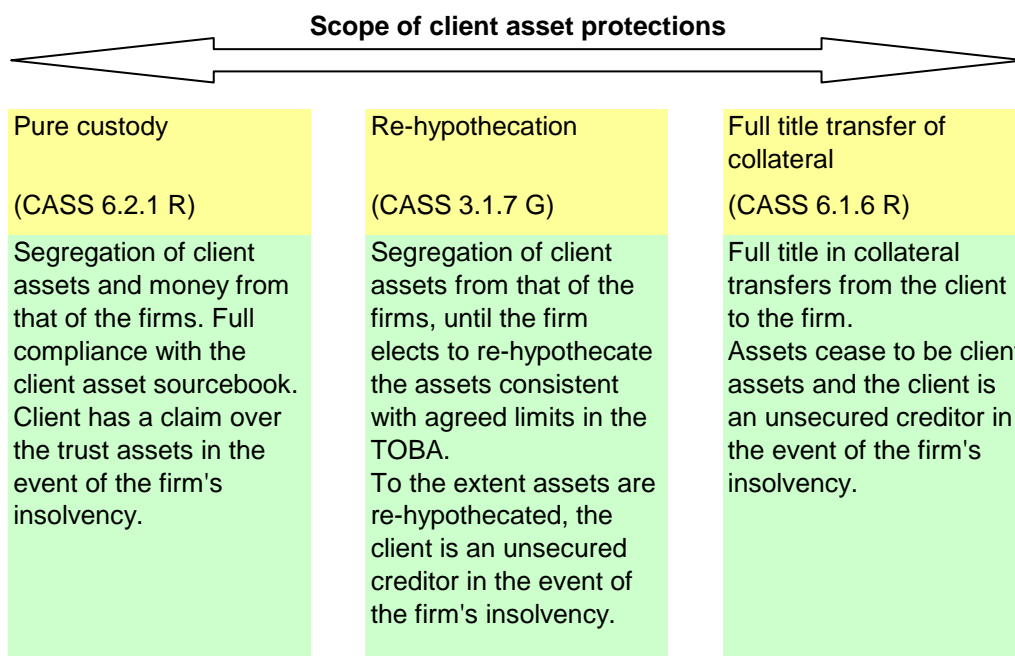 Scope of client asset protections
Pure custody
(CASS 6.2.1 R)
Segregation of client
assets and money from
that of the firms. Full
compliance with the
client asset sourcebook.
Client has a claim over
the trust assets in the
event of the firm's
insolvency.
Re-hypothecation
(CASS 3.1.7 G)
Segregation of client
assets from that of the
firms, until the firm
elects to re-hypothecate
the assets consistent
with agreed limits in the
TOBA.
To the extent assets are
re-hypothecated, the
client is an unsecured
creditor in the event of
the firm's insolvency.
Full title transfer of
collateral
(CASS 6.1.6 R)
Full title in collateral
transfers from the client
to the firm.
Assets cease to be client
assets and the client is
an unsecured creditor in
the event of the firm's
insolvency.